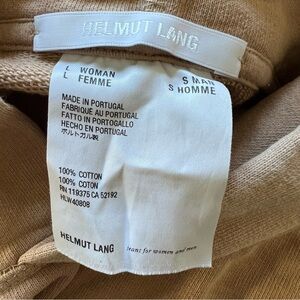 HELMUT LANG
L WOMAN S MAN
L FEMME S HOMME
MADE IN PORTUGAL
FABRIQUÉ AU PORTUGAL
FATTO IN PORTOGALLO
HECHO EN PORTUGAL
ポルトガル製
100% COTTON
100% COTON
RN 119375 CA 52192
HLW40808
HELMUT LANG
meant for women and men